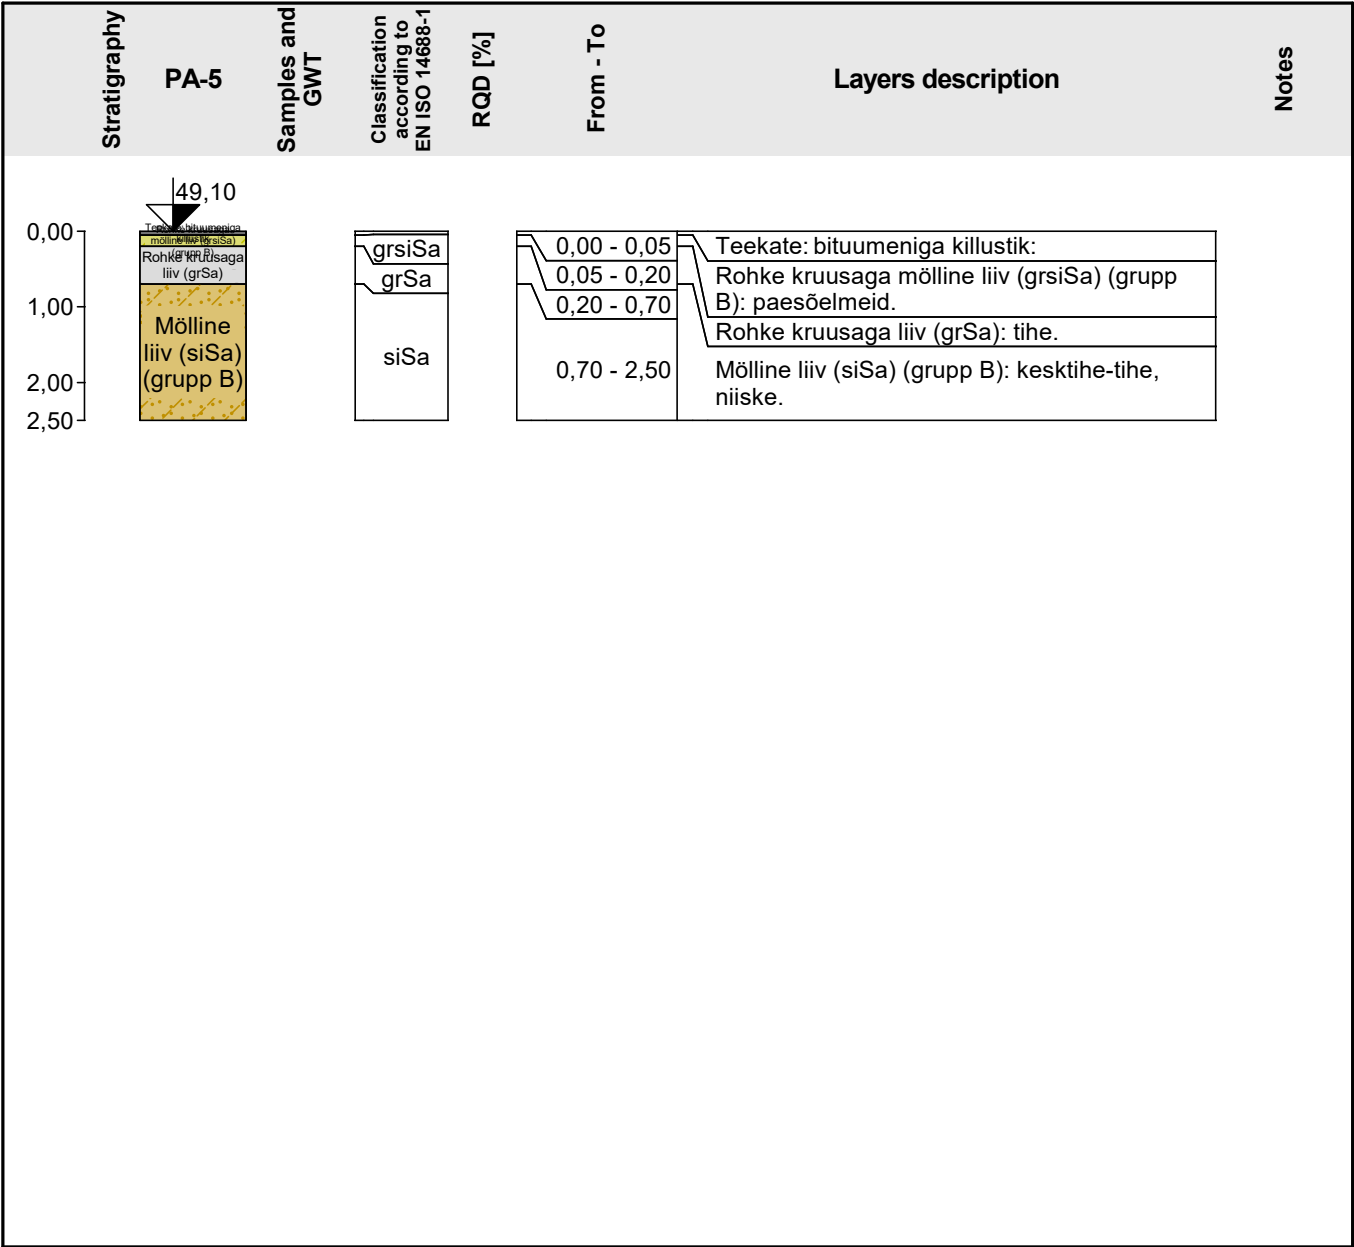 Stratigraphy
PA-5
Samples and
GWT
Classification
according to
EN ISO 14688-1
RQD [%]
From - To
Layers description
Notes
49,10
0,00
1,00
2,00
2,50
mölline liiv (grsiSa)
(grupp B)
Rohke kruusaga
liiv (grSa)
Mölline
liiv (siSa)
(grupp B)
grsiSa
grSa
siSa
0,00 - 0,05
Teekate: bituumeniga killustik:
0,05 - 0,20
Rohke kruusaga mölline liiv (grsiSa) (grupp
B): paesõelmeid.
0,20 - 0,70
Rohke kruusaga liiv (grSa): tihe.
0,70 - 2,50
Mölline liiv (siSa) (grupp B): kesktihe-tihe,
niiske.